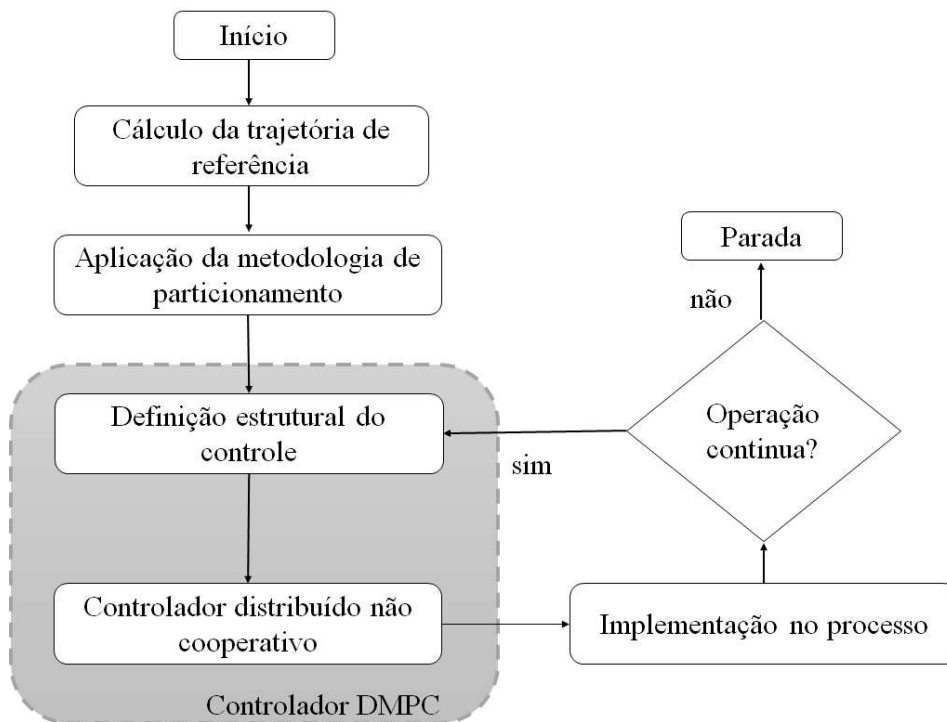 Início
Cálculo da trajetória de
referência
Aplicação da metodologia de
particionamento
Definição estrutural do
controle
Controlador distribuído não
cooperativo
Controlador DMPC
Implementação no processo
Operação
continua?
sim
não
Parada